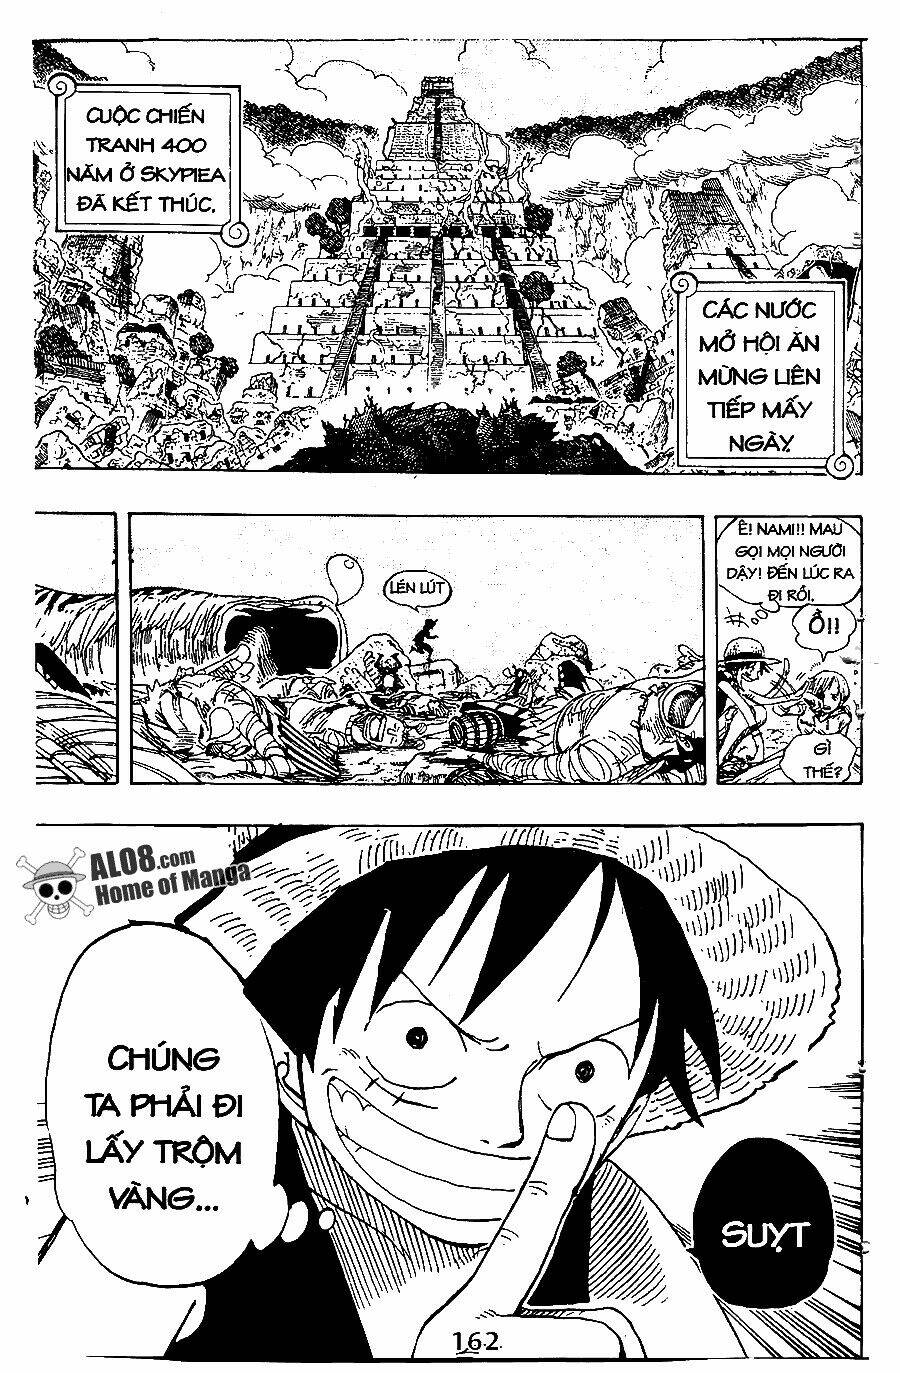 CUỘC CHIẾN
TRANH 400
NĂM Ở SKYPIEA
ĐÃ KẾT THÚC.
CÁC NƯỚC
MỞ HỘI ĂN
MỪNG LIÊN
TIẾP MẤY
NGÀY.
LÉN LÚT
Ê! NAMI!! MAU
GỌI MỌI NGƯỜI
DẬY! ĐẾN LÚC RA
ĐI RỒI.
Ồ!!
GÌ
THẾ?
ALO8.com
Home of Manga
CHÚNG
TA PHẢI ĐI
LẤY TRỘM
VÀNG...
SUỴT
162